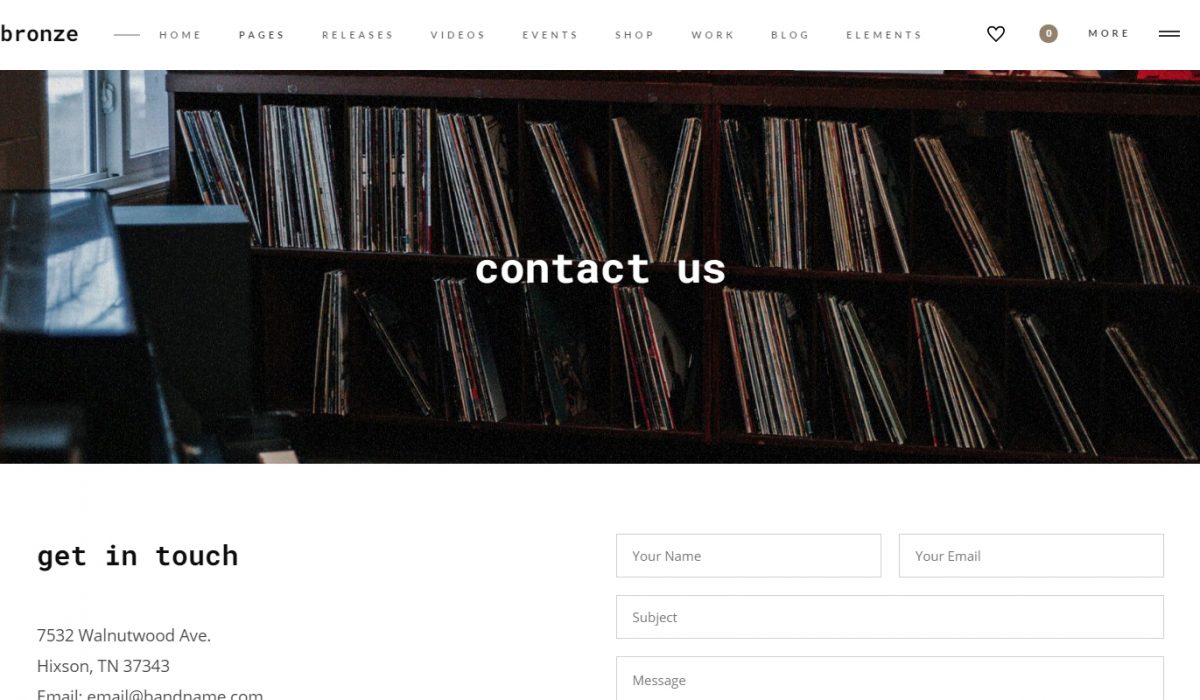 bronze HOME PAGES RELEASES VIDEOS EVENTS SHOP WORK BLOG ELEMENTS 0 MORE
contact us
get in touch
Your Name Your Email
Subject
7532 Walnutwood Ave.
Hixson, TN 37343
Message
Email: email@bandname.com